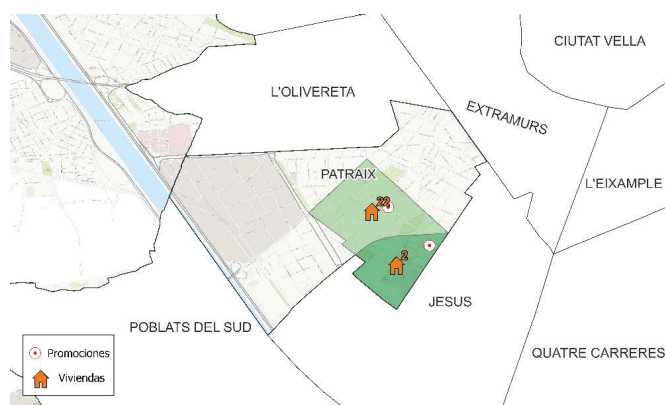 CIUTAT VELLA
L'OLIVERETA
EXTRAMURS
PATRAIX
L'EIXAMPLE
22
2
JESUS
POBLATS DEL SUD
QUATRE CARRERES
Promociones
Viviendas